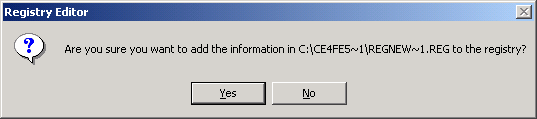 Registry Editor
Are you sure you want to add the information in C:\CE4FE5~1\REGNEW~1.REG to the registry?
Yes
No